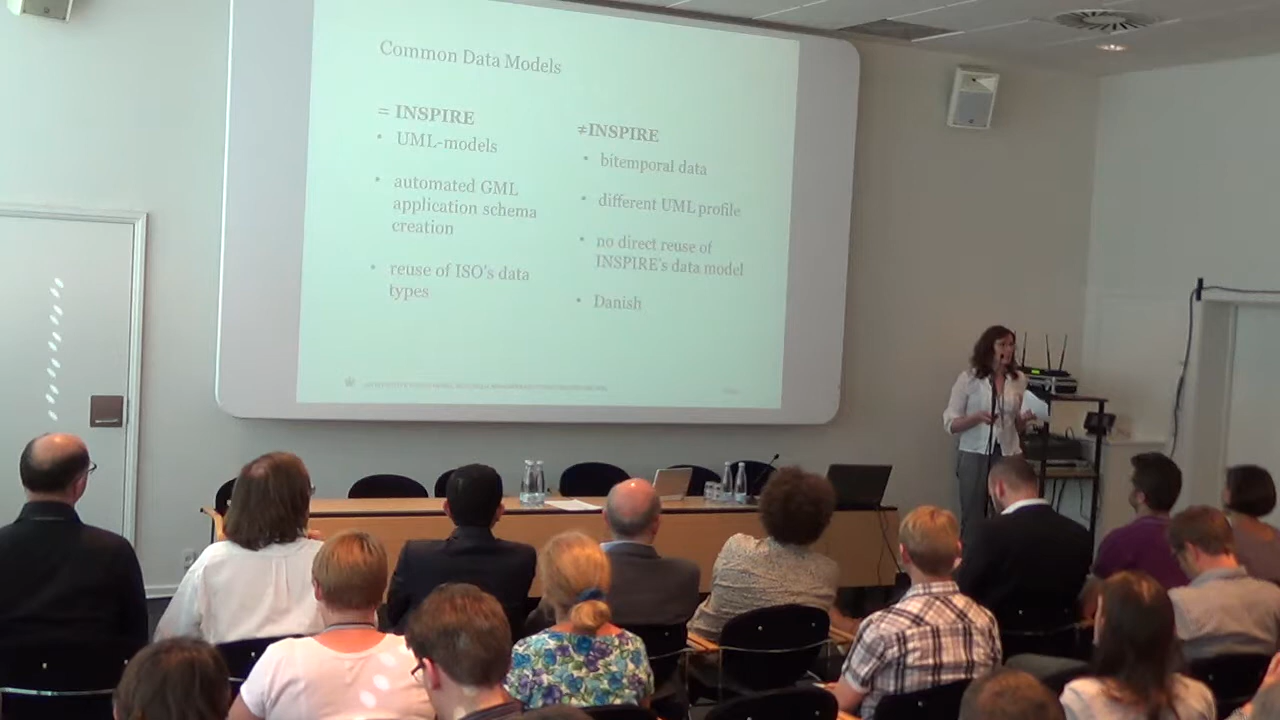 Common Data Models
= INSPIRE
• UML-models
• automated GML
application schema
creation
• reuse of ISO's data
types
≠INSPIRE
• bitemporal data
• different UML profile
• no direct reuse of
INSPIRE's data model
• Danish